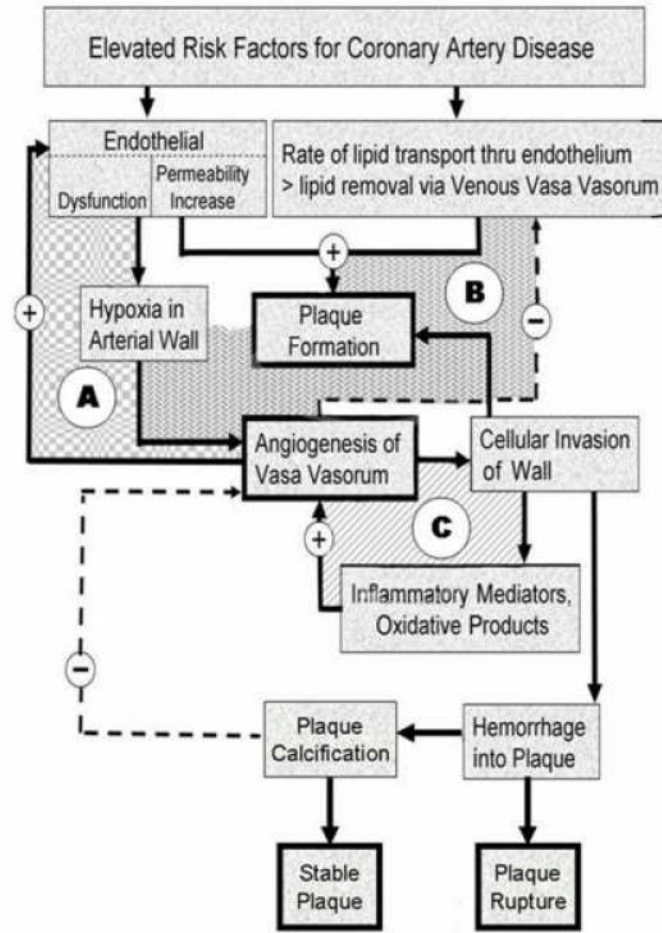 Elevated Risk Factors for Coronary Artery Disease
Endothelial
Dysfunction
Permeability
Increase
Rate of lipid transport thru endothelium
> lipid removal via Venous Vasa Vasorum
+
B
+
Hypoxia in
Arterial Wall
Plaque
Formation
−
A
Angiogenesis of
Vasa Vasorum
Cellular Invasion
of Wall
C
+
Inflammatory Mediators,
Oxidative Products
−
Plaque
Calcification
Hemorrhage
into Plaque
Stable
Plaque
Plaque
Rupture